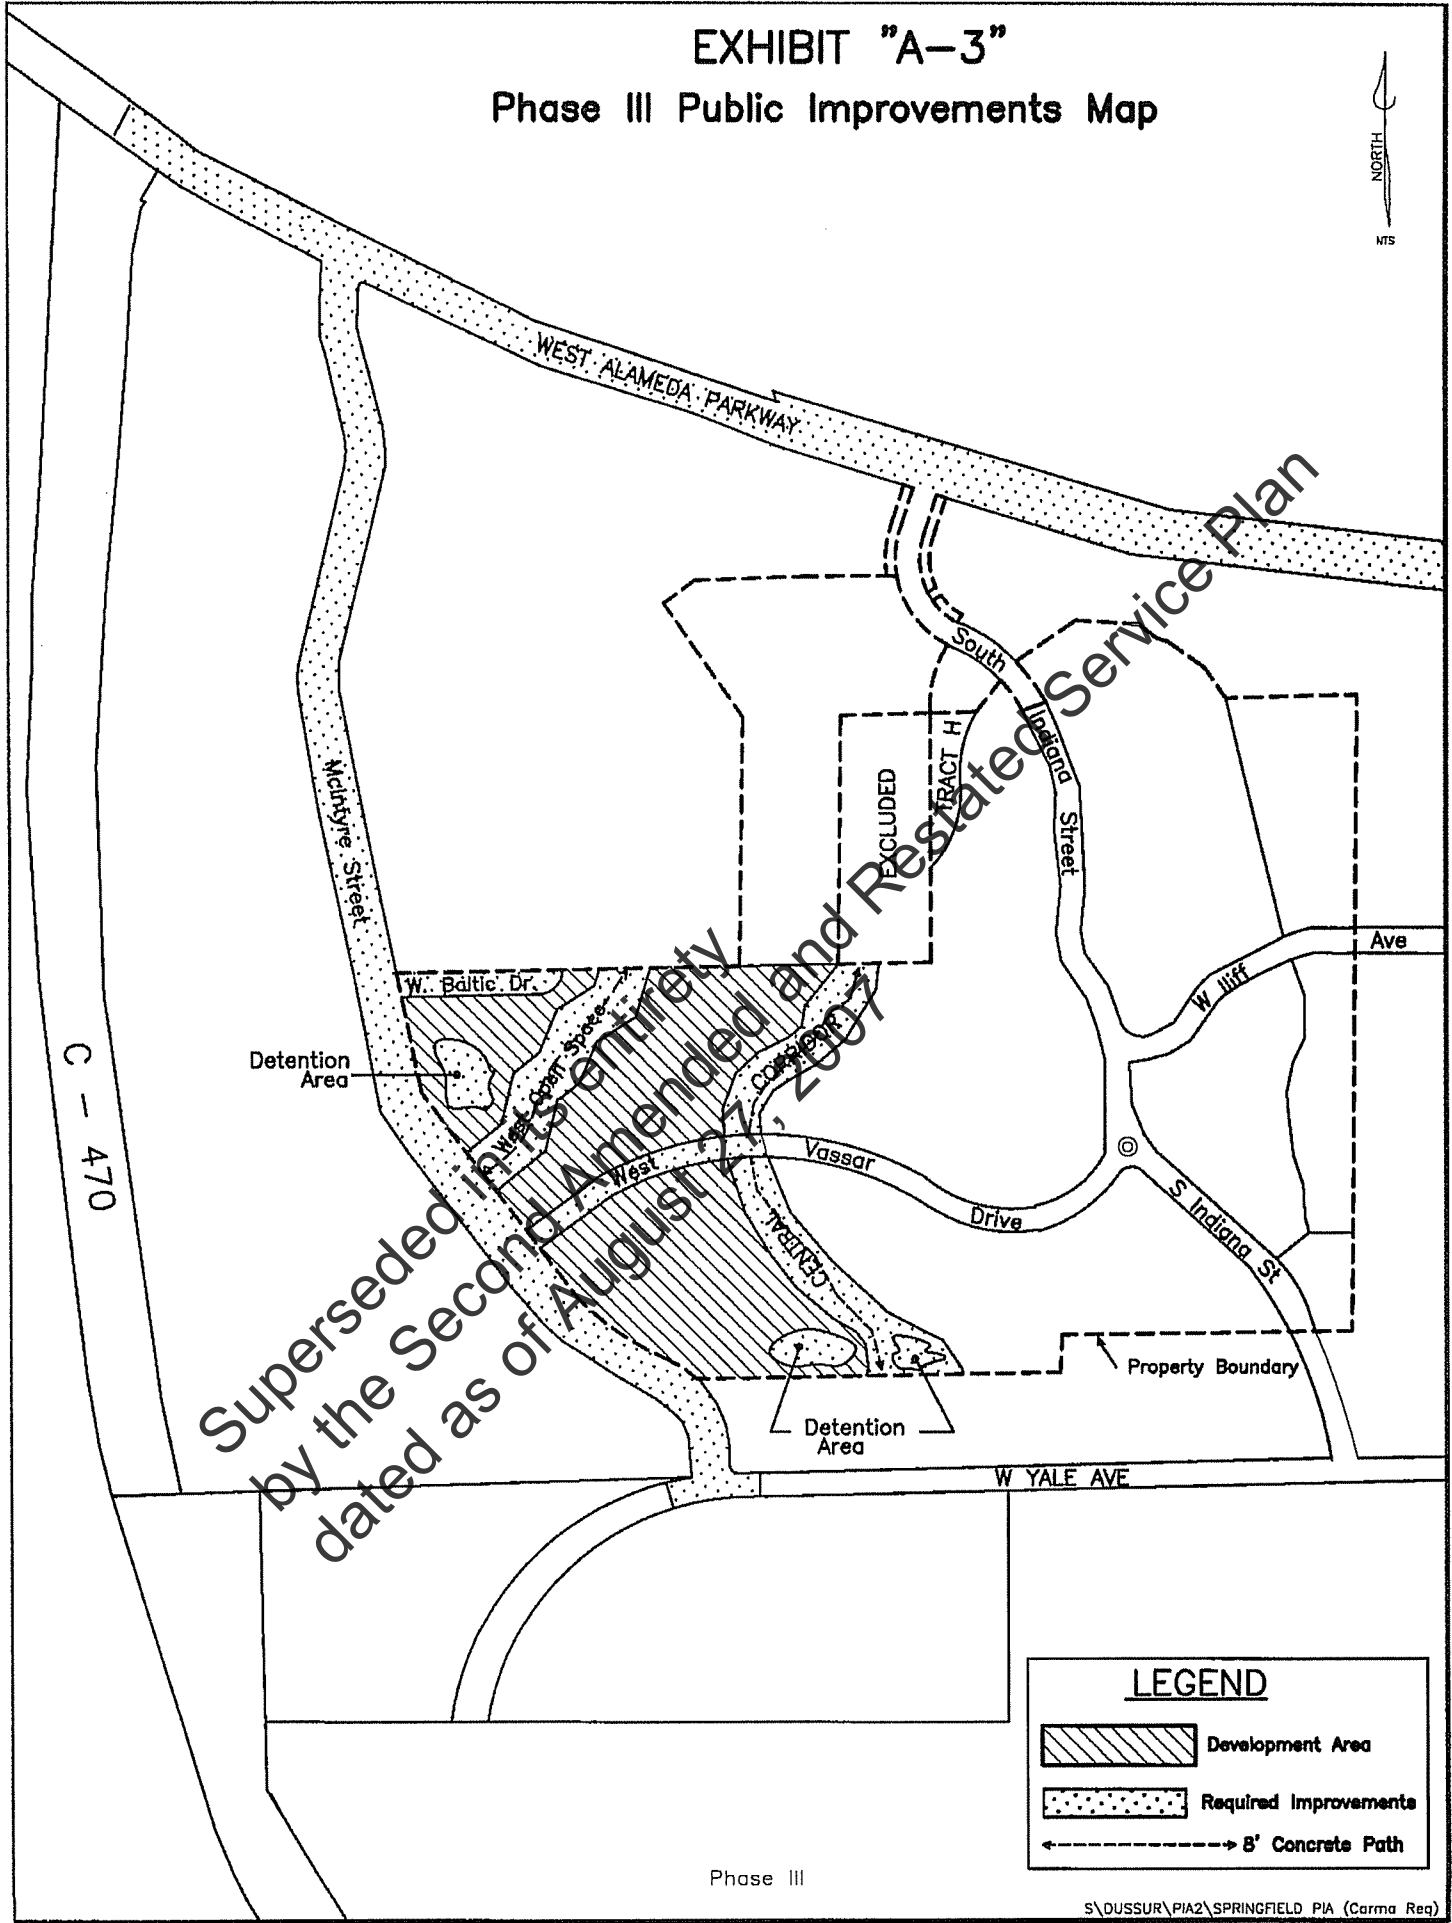 EXHIBIT "A-3"
Phase III Public Improvements Map
NORTH
NTS
WEST ALAMEDA PARKWAY
South
Indiana
Street
TRACT H
EXCLUDED
McIntyre Street
Ave
W Iliff
W. Baltic Dr.
West Open Space
CORRIDOR
Detention
Area
C - 470
West
Vassar
Drive
CENTRAL
S Indiana St
Property Boundary
Detention
Area
W YALE AVE
Superseded in its entirety
by the Second Amended and Restated Service Plan
dated as of August 27, 2007
LEGEND
Development Area
Required Improvements
8' Concrete Path
Phase III
S\DUSSUR\PIA2\SPRINGFIELD PIA (Carma Req)